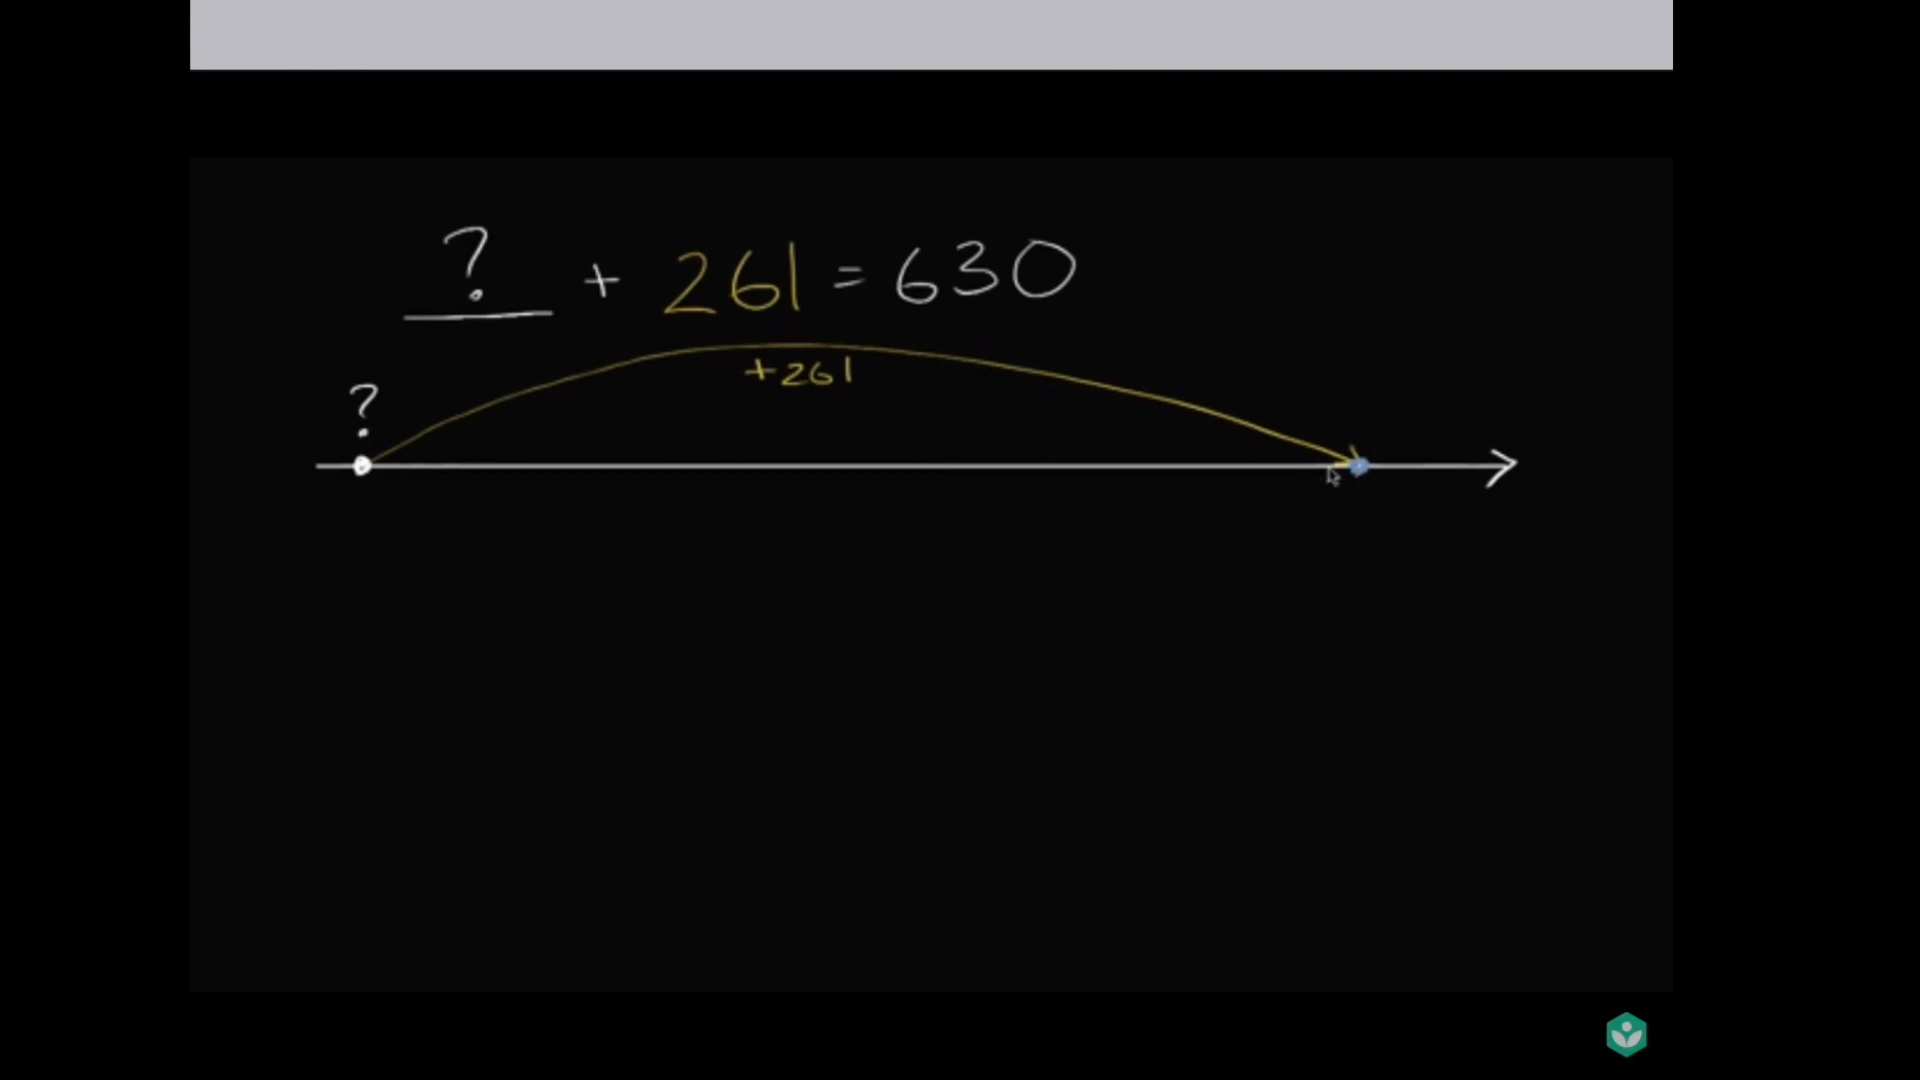 ? + 261 = 630
+261
?